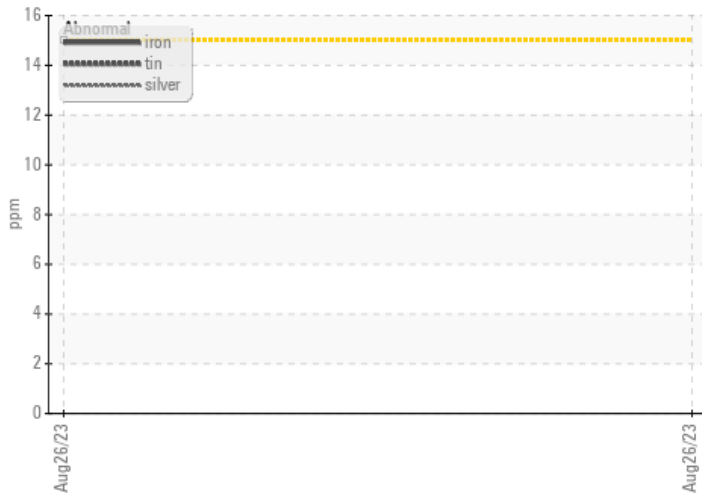 16
14
12
10
8
6
4
2
0
ppm
Abnormal
iron
tin
silver
Aug26/23
Aug26/23